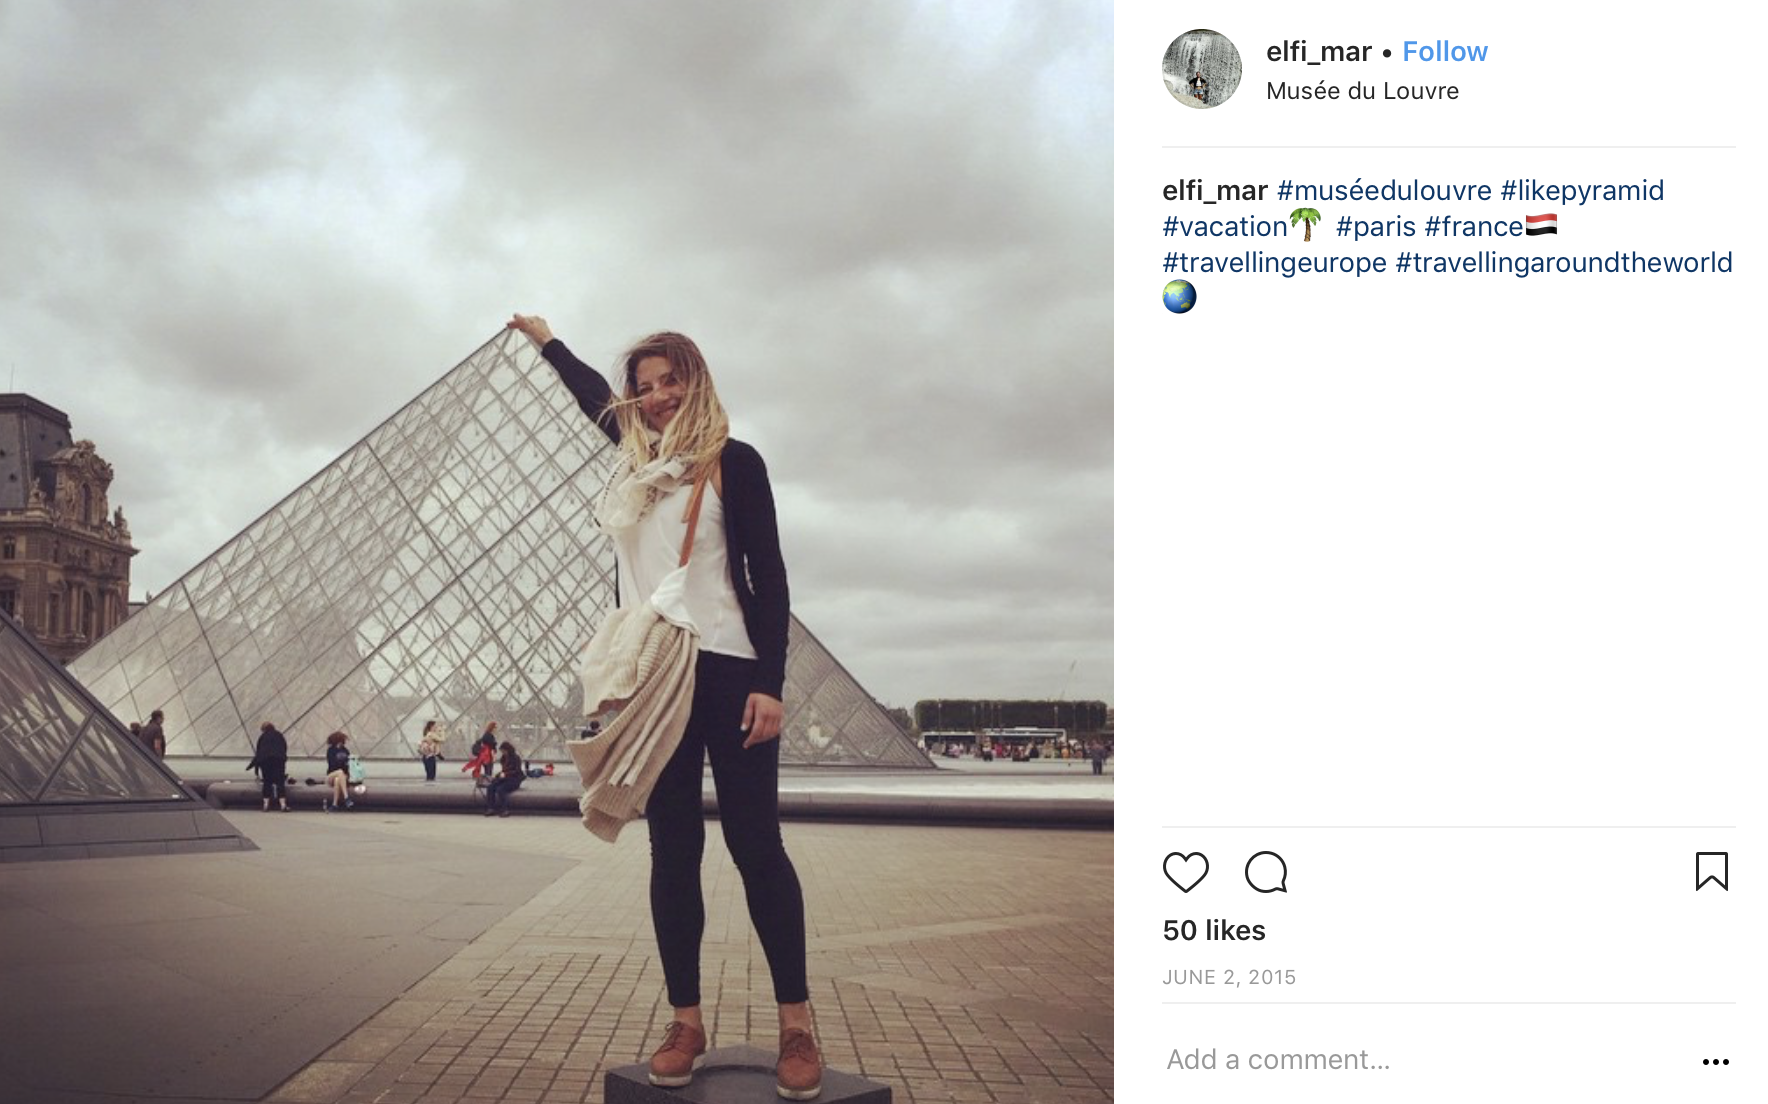 elfi_mar • Follow
Musée du Louvre
elfi_mar #muséedulouvre #likepyramid
#vacation🌴 #paris #france🇾🇪
#travellingeurope #travellingaroundtheworld
🌏
50 likes
JUNE 2, 2015
Add a comment...